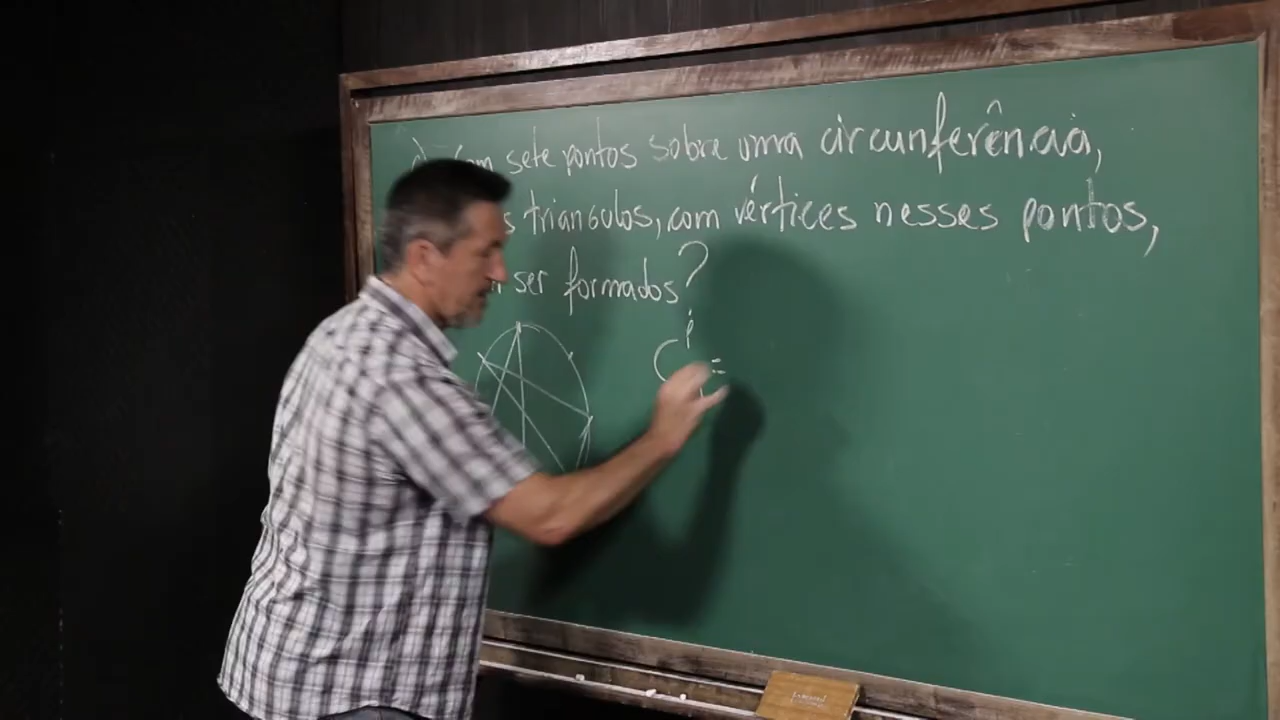 sete pontos sobre uma circunferência,
triangulos, com vértices nesses pontos,
ser formados?
C p =